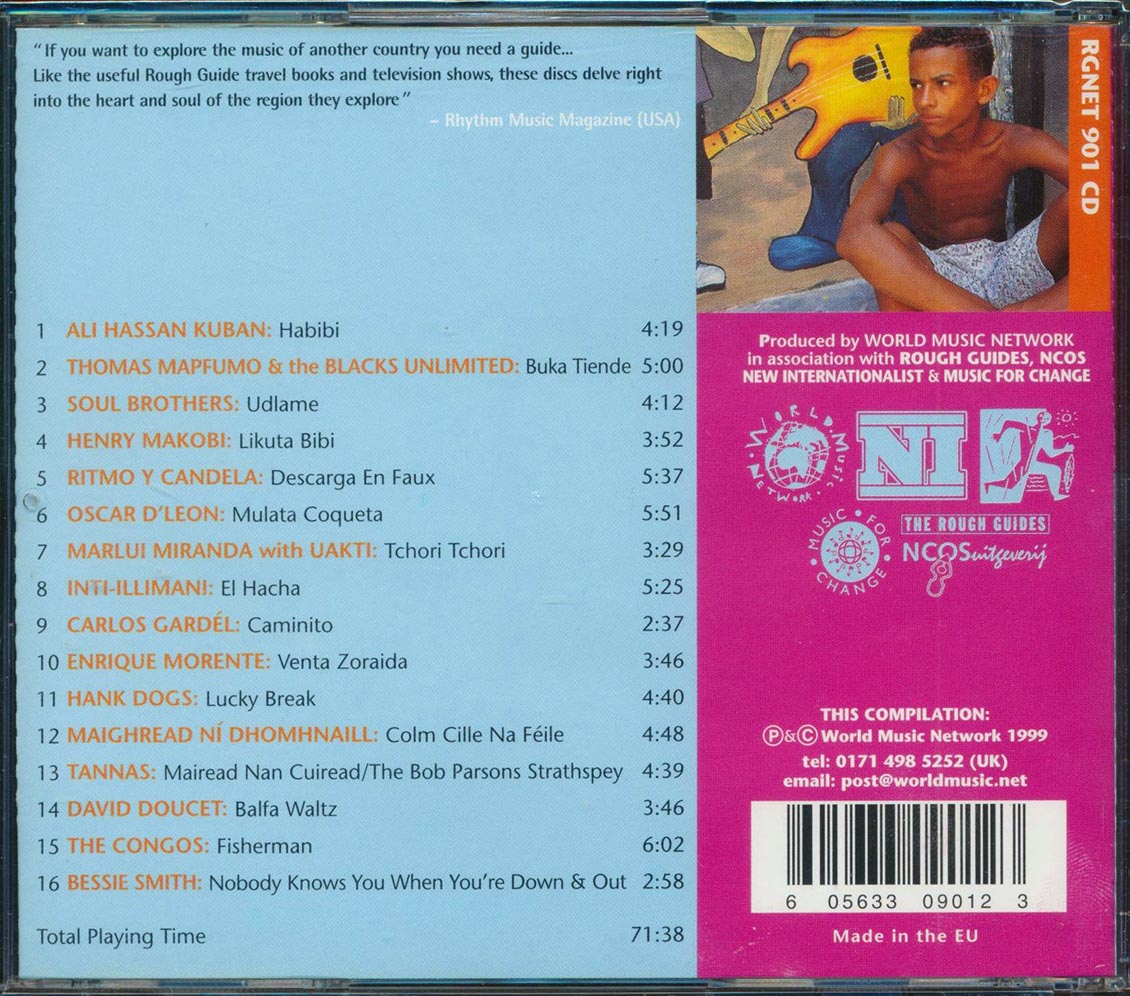 “If you want to explore the music of another country you need a guide...
Like the useful Rough Guide travel books and television shows, these discs delve right
into the heart and soul of the region they explore”
– Rhythm Music Magazine (USA)
1 ALI HASSAN KUBAN: Habibi 4:19
2 THOMAS MAPFUMO & the BLACKS UNLIMITED: Buka Tiende 5:00
3 SOUL BROTHERS: Udlame 4:12
4 HENRY MAKOBI: Likuta Bibi 3:52
5 RITMO Y CANDELA: Descarga En Faux 5:37
6 OSCAR D’LEON: Mulata Coqueta 5:51
7 MARLUI MIRANDA with UAKTI: Tchori Tchori 3:29
8 INTI-ILLIMANI: El Hacha 5:25
9 CARLOS GARDÉL: Caminito 2:37
10 ENRIQUE MORENTE: Venta Zoraida 3:46
11 HANK DOGS: Lucky Break 4:40
12 MAIGHREAD NÍ DHOMHNAILL: Colm Cille Na Féile 4:48
13 TANNAS: Mairead Nan Cuiread/The Bob Parsons Strathspey 4:39
14 DAVID DOUCET: Balfa Waltz 3:46
15 THE CONGOS: Fisherman 6:02
16 BESSIE SMITH: Nobody Knows You When You’re Down & Out 2:58
Total Playing Time 71:38
RGNET 901 CD
Produced by WORLD MUSIC NETWORK
in association with ROUGH GUIDES, NCOS
NEW INTERNATIONALIST & MUSIC FOR CHANGE
WORLD MUSIC NETWORK
NI
MUSIC FOR CHANGE
THE ROUGH GUIDES
NCOS uitgeverij
THIS COMPILATION:
Ⓟ&© World Music Network 1999
tel: 0171 498 5252 (UK)
email: post@worldmusic.net
6 05633 09012 3
Made in the EU